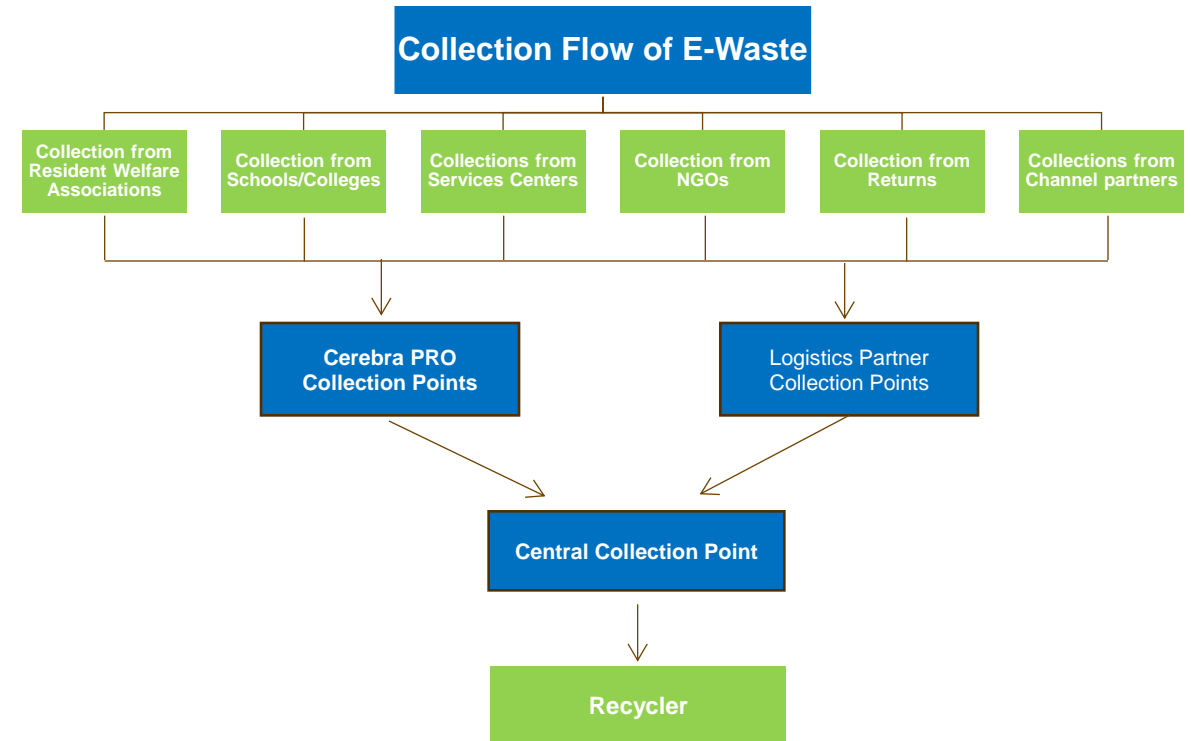 Collection Flow of E-Waste
Collection from
Resident Welfare
Associations
Collection from
Schools/Colleges
Collections from
Services Centers
Collection from
NGOs
Collection from
Returns
Collections from
Channel partners
Cerebra PRO
Collection Points
Logistics Partner
Collection Points
Central Collection Point
Recycler